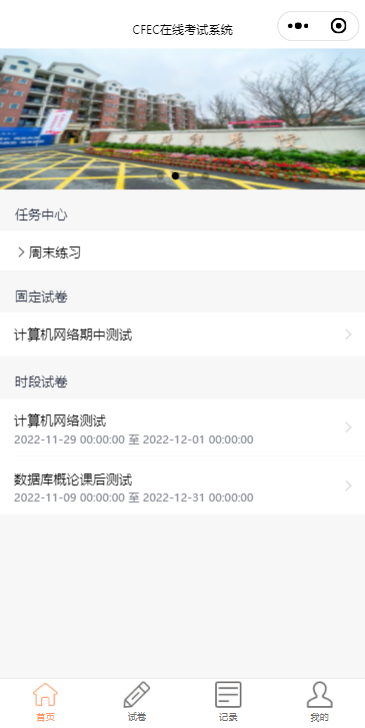 CFEC在线考试系统
任务中心
周末练习
固定试卷
计算机网络期中测试
时段试卷
计算机网络测试
2022-11-29 00:00:00 至 2022-12-01 00:00:00
数据库概论课后测试
2022-11-09 00:00:00 至 2022-12-31 00:00:00
首页
试卷
记录
我的